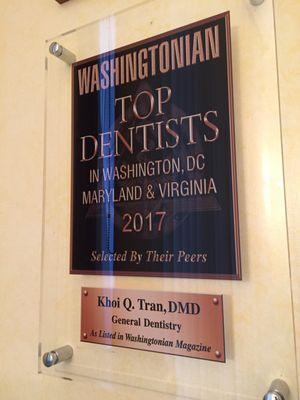 WASHINGTONIAN
TOP
DENTISTS
IN WASHINGTON, DC
MARYLAND & VIRGINIA
2017
Selected By Their Peers
Khoi Q. Tran, DMD
General Dentistry
As Listed in Washingtonian Magazine